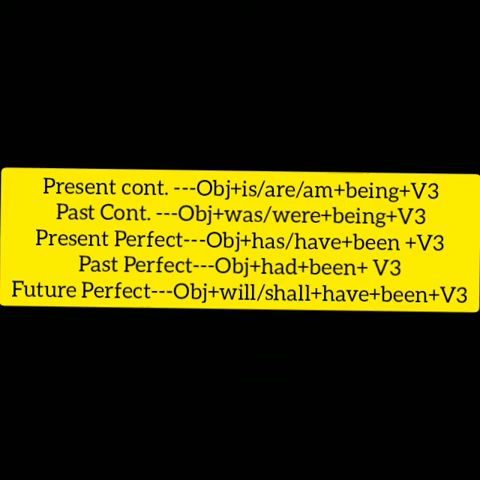 Present cont. ---Obj+is/are/am+being+V3
Past Cont. ---Obj+was/were+being+V3
Present Perfect---Obj+has/have+been +V3
Past Perfect---Obj+had+been+ V3
Future Perfect---Obj+will/shall+have+been+V3